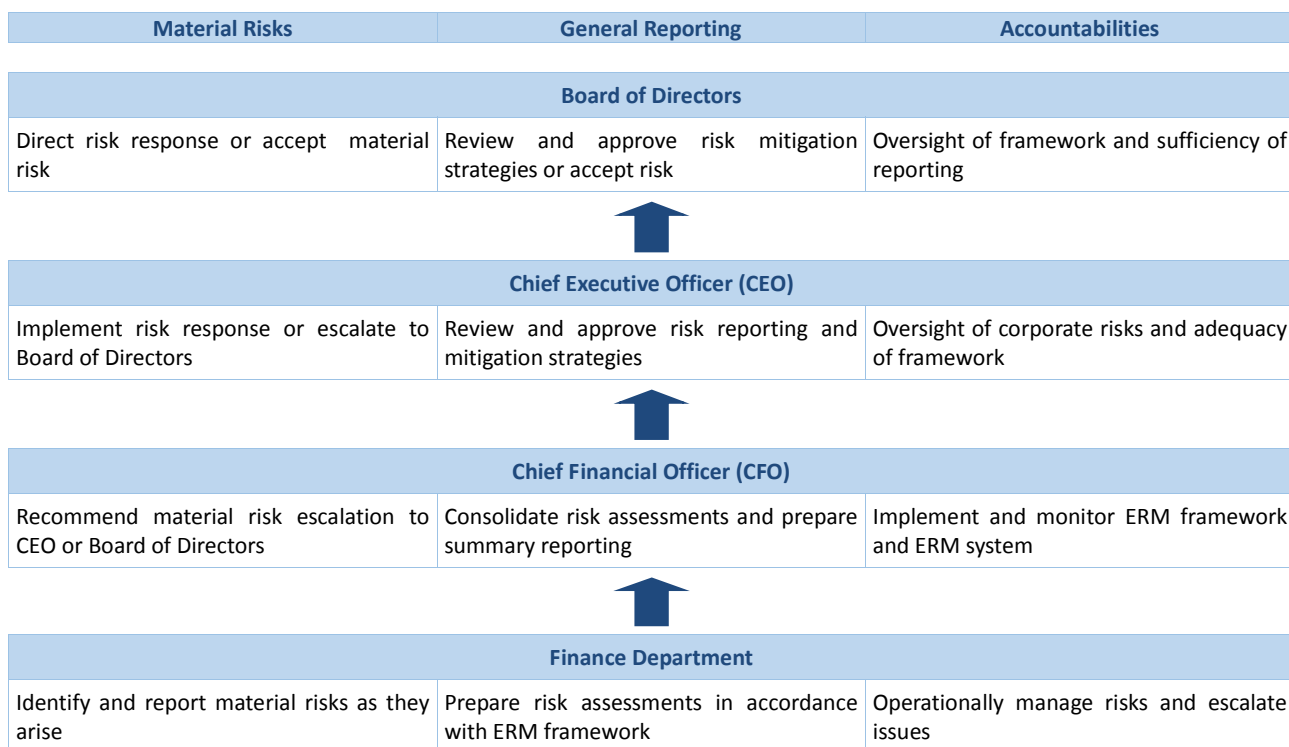 Material Risks General Reporting Accountabilities
Board of Directors
Direct risk response or accept material risk
Review and approve risk mitigation strategies or accept risk
Oversight of framework and sufficiency of reporting
Chief Executive Officer (CEO)
Implement risk response or escalate to Board of Directors
Review and approve risk reporting and mitigation strategies
Oversight of corporate risks and adequacy of framework
Chief Financial Officer (CFO)
Recommend material risk escalation to CEO or Board of Directors
Consolidate risk assessments and prepare summary reporting
Implement and monitor ERM framework and ERM system
Finance Department
Identify and report material risks as they arise
Prepare risk assessments in accordance with ERM framework
Operationally manage risks and escalate issues